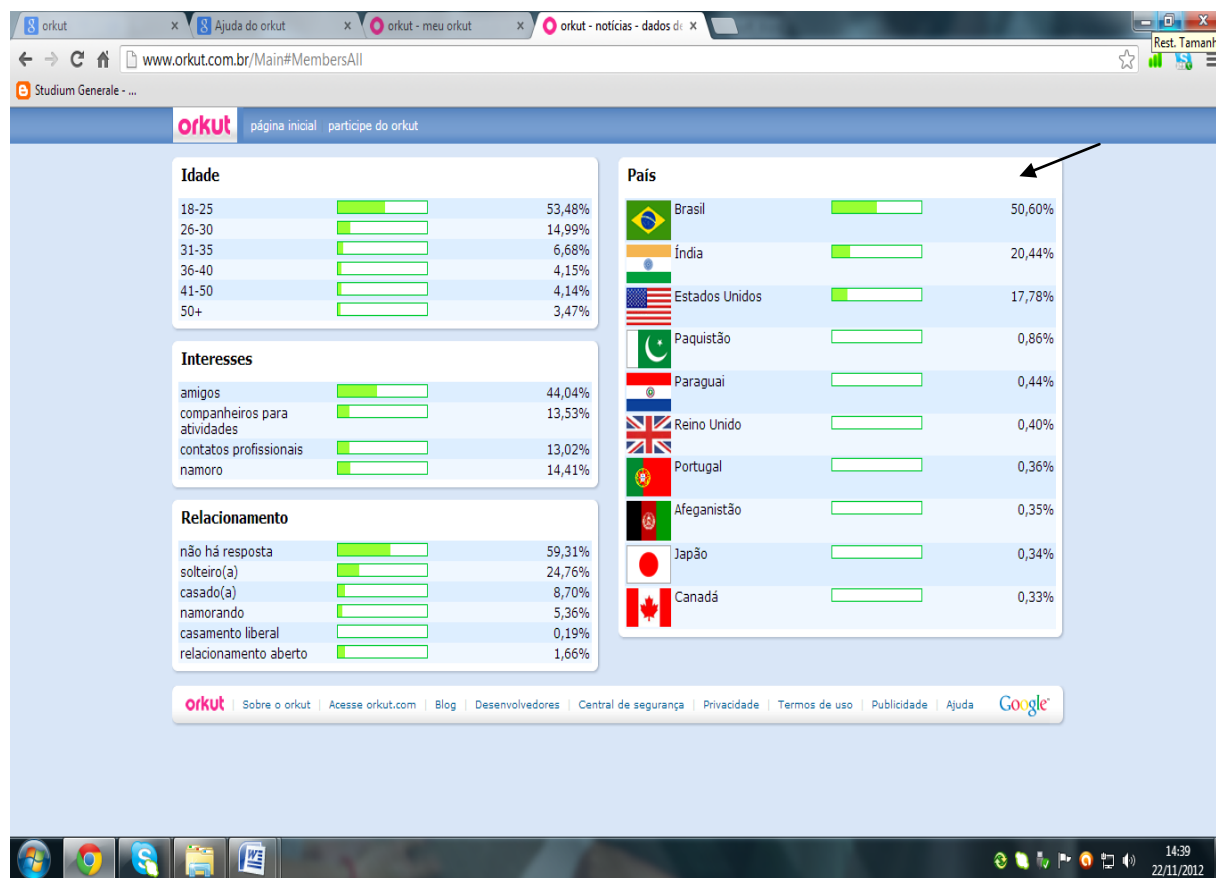 orkut
Ajuda do orkut
orkut - meu orkut
orkut - notícias - dados de
Rest. Tamanh
www.orkut.com.br/Main#MembersAll
Studium Generale - ...
orkut página inicial participe do orkut
Idade
18-25 53,48%
26-30 14,99%
31-35 6,68%
36-40 4,15%
41-50 4,14%
50+ 3,47%
Interesses
amigos 44,04%
companheiros para 13,53%
atividades
contatos profissionais 13,02%
namoro 14,41%
Relacionamento
não há resposta 59,31%
solteiro(a) 24,76%
casado(a) 8,70%
namorando 5,36%
casamento liberal 0,19%
relacionamento aberto 1,66%
País
Brasil 50,60%
Índia 20,44%
Estados Unidos 17,78%
Paquistão 0,86%
Paraguai 0,44%
Reino Unido 0,40%
Portugal 0,36%
Afeganistão 0,35%
Japão 0,34%
Canadá 0,33%
orkut | Sobre o orkut | Acesse orkut.com | Blog | Desenvolvedores | Central de segurança | Privacidade | Termos de uso | Publicidade | Ajuda Google
14:39
22/11/2012